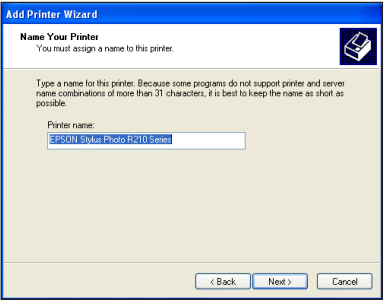 Add Printer Wizard
Name Your Printer
You must assign a name to this printer.
Type a name for this printer. Because some programs do not support printer and server
name combinations of more than 31 characters, it is best to keep the name as short as
possible.
Printer name:
EPSON Stylus Photo R210 Series
< Back
Next >
Cancel